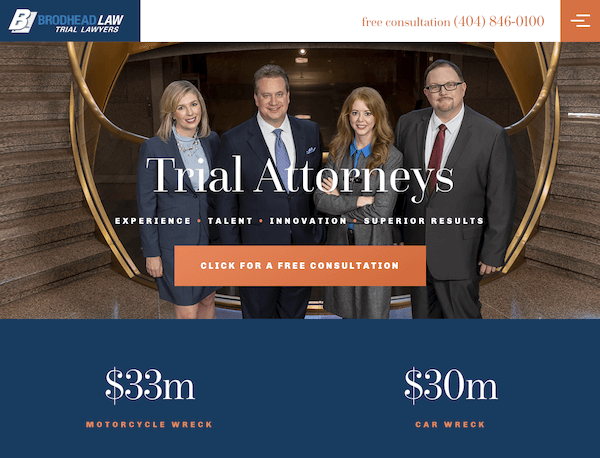 BRODHEAD LAW
TRIAL LAWYERS
free consultation (404) 846-0100
Trial Attorneys
EXPERIENCE • TALENT • INNOVATION • SUPERIOR RESULTS
CLICK FOR A FREE CONSULTATION
$33m
$30m
MOTORCYCLE WRECK
CAR WRECK